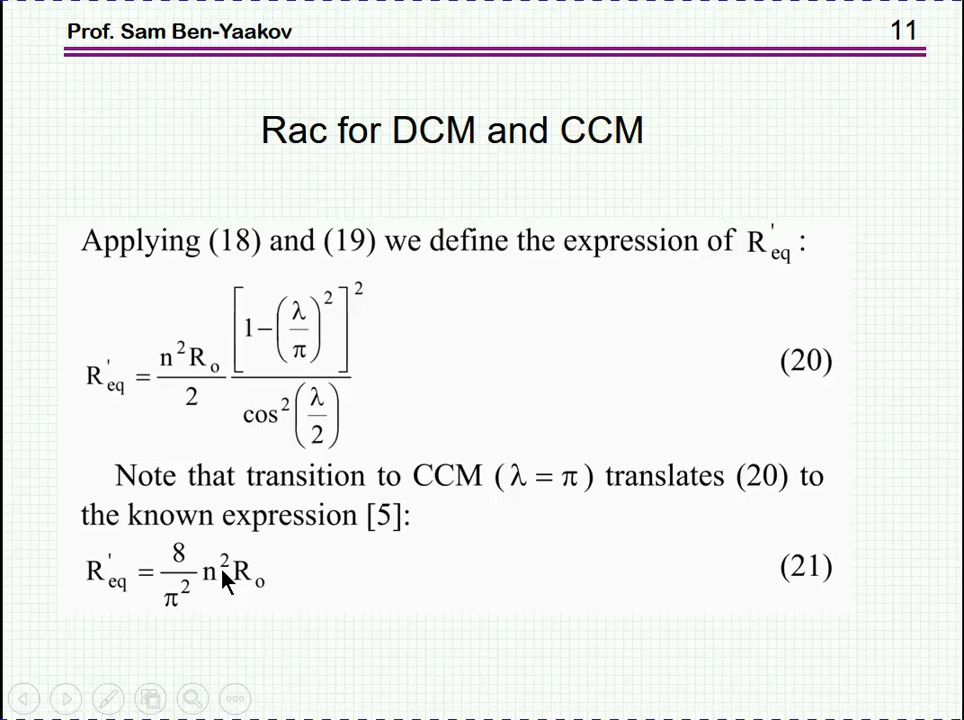 Prof. Sam Ben-Yaakov 11
Rac for DCM and CCM
Applying (18) and (19) we define the expression of R'eq :
R'eq = n²Ro/2 [1−(λ/π)²]² / cos²(λ/2) (20)
Note that transition to CCM (λ = π) translates (20) to
the known expression [5]:
R'eq = 8/π² n²Ro (21)